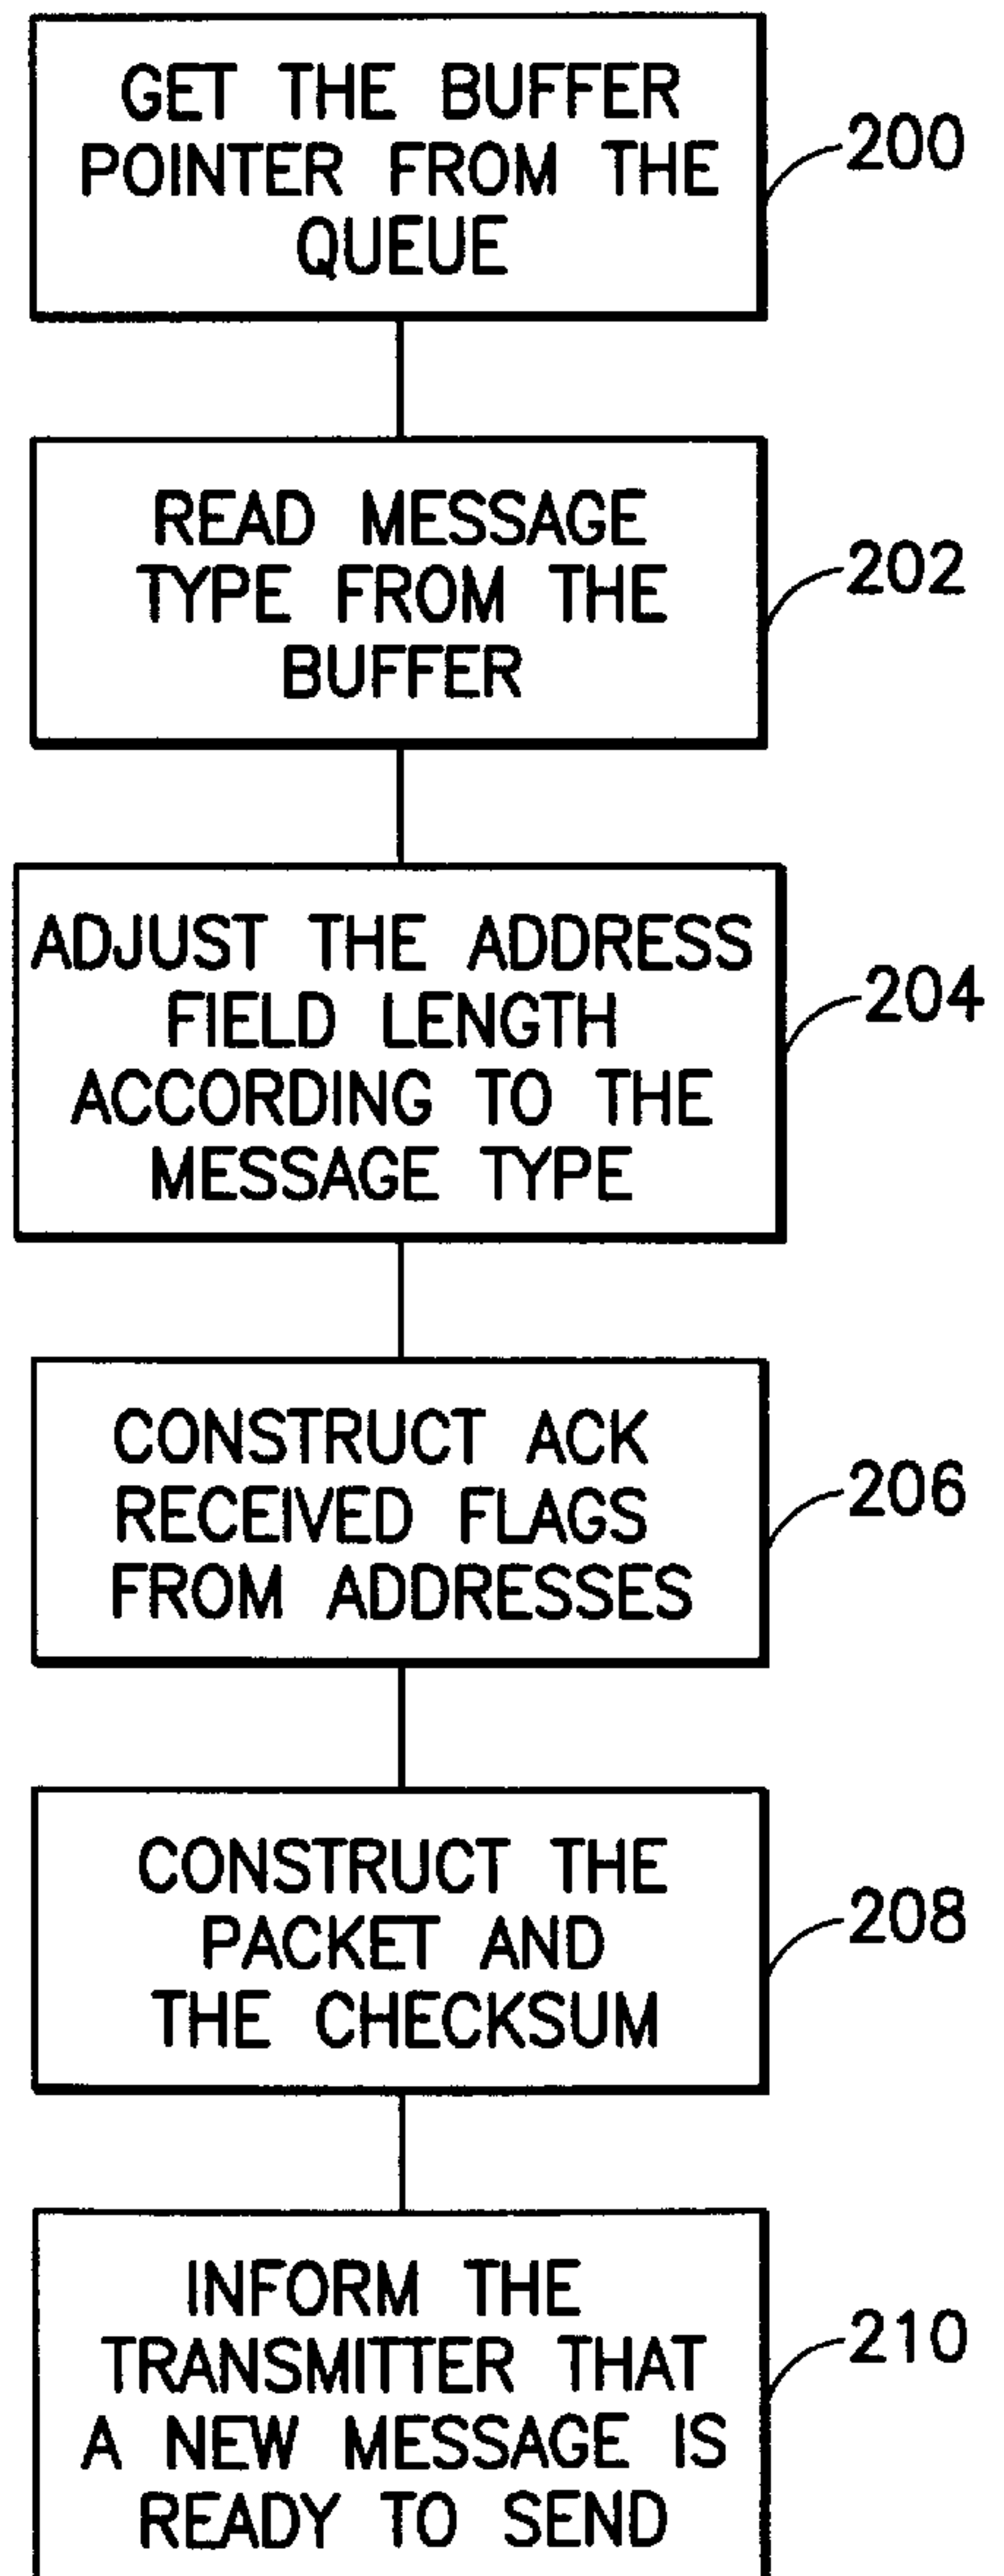 GET THE BUFFER
POINTER FROM THE
QUEUE
200
READ MESSAGE
TYPE FROM THE
BUFFER
202
ADJUST THE ADDRESS
FIELD LENGTH
ACCORDING TO THE
MESSAGE TYPE
204
CONSTRUCT ACK
RECEIVED FLAGS
FROM ADDRESSES
206
CONSTRUCT THE
PACKET AND
THE CHECKSUM
208
INFORM THE
TRANSMITTER THAT
A NEW MESSAGE IS
READY TO SEND
210